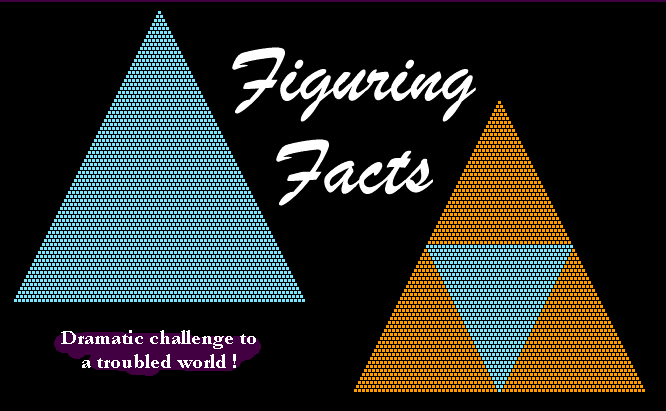 Figuring
Facts
Dramatic challenge to
a troubled world !